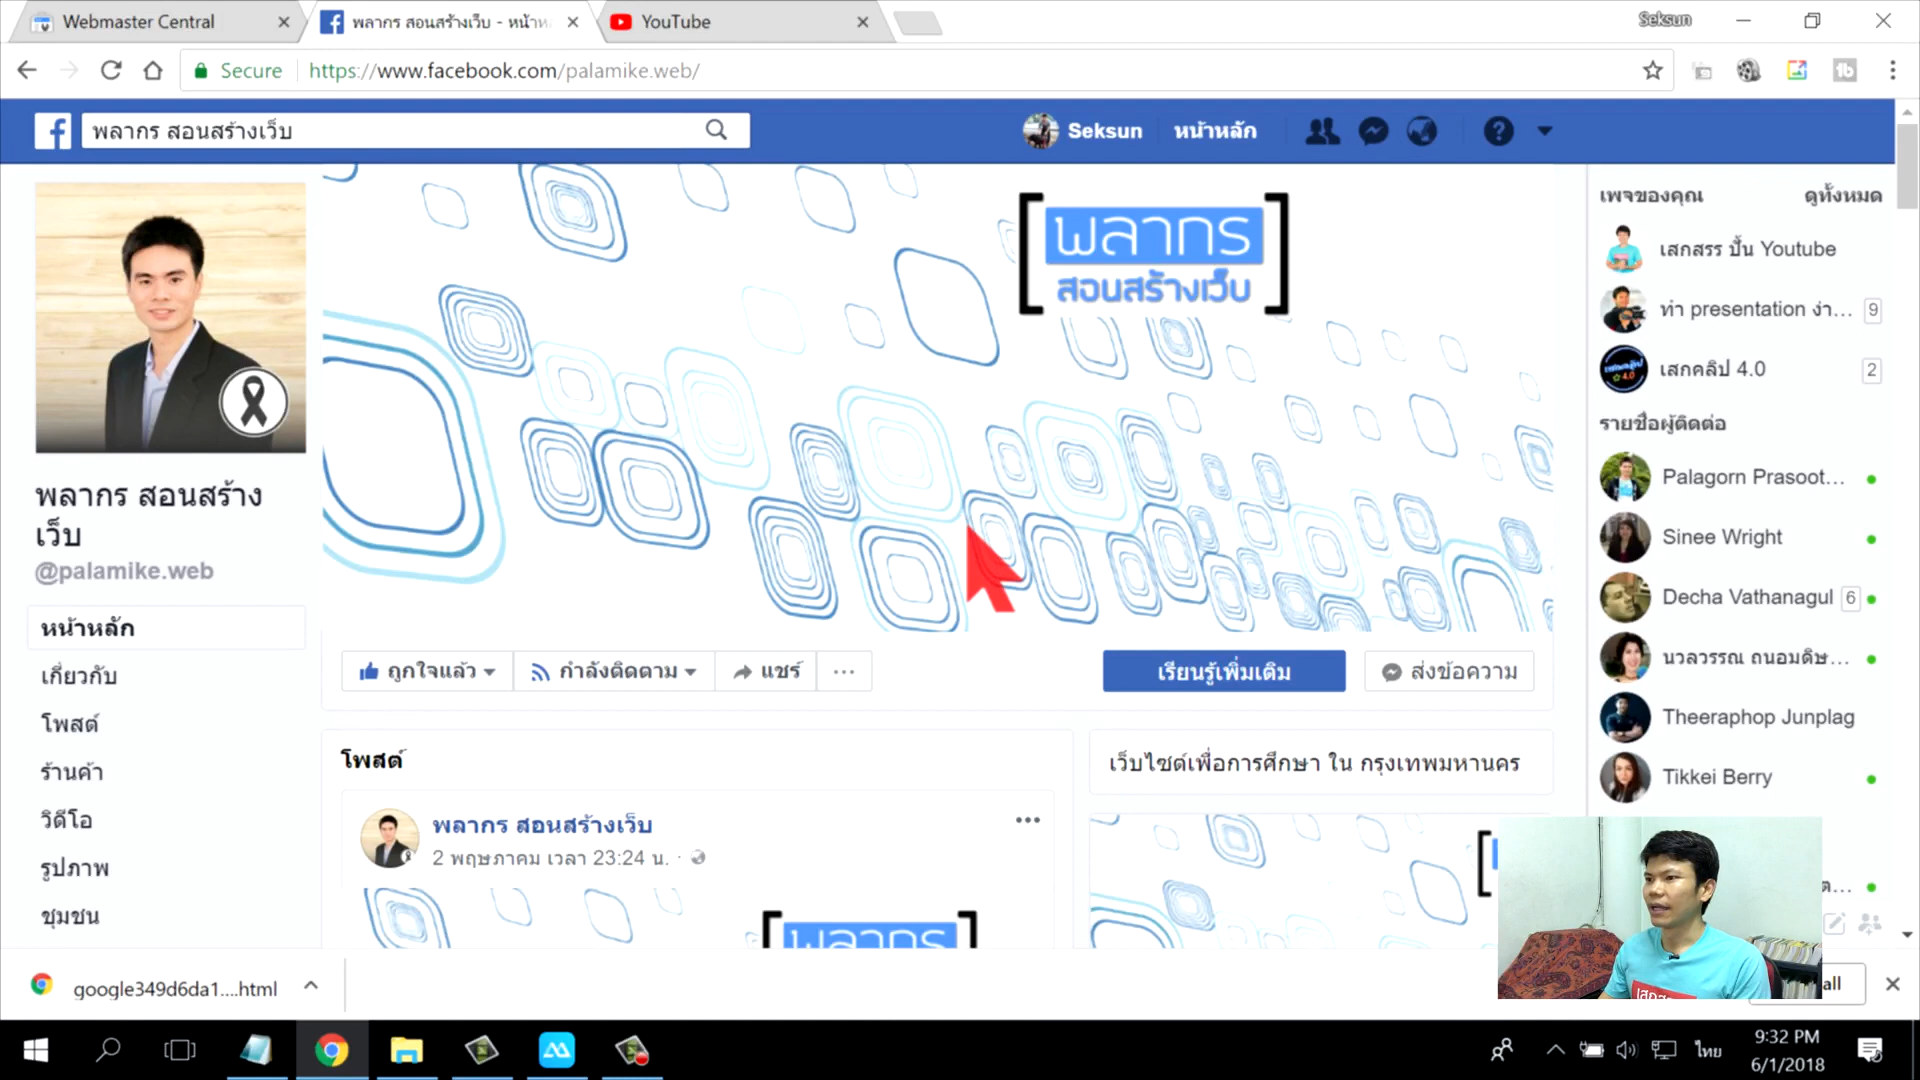 Webmaster Central
พลากร สอนสร้างเว็บ - หน้าห
YouTube
Seksun
Secure
https://www.facebook.com/palamike.web/
พลากร สอนสร้างเว็บ
Seksun
หน้าหลัก
[พลากร
สอนสร้างเว็บ]
พลากร สอนสร้าง
เว็บ
@palamike.web
หน้าหลัก
เกี่ยวกับ
โพสต์
ร้านค้า
วิดีโอ
รูปภาพ
ชุมชน
ถูกใจแล้ว
กำลังติดตาม
แชร์
...
เรียนรู้เพิ่มเติม
ส่งข้อความ
โพสต์
พลากร สอนสร้างเว็บ
2 พฤษภาคม เวลา 23:24 น. ·
[พลากร]
เว็บไซต์เพื่อการศึกษา ใน กรุงเทพมหานคร
เพจของคุณ
ดูทั้งหมด
เสกสรร ปั้น Youtube
ทำ presentation ง่า... 9
เสกคลิป 4.0 2
รายชื่อผู้ติดต่อ
Palagorn Prasoot...
Sinee Wright
Decha Vathanagul 6
นวลวรรณ ถนอมดิษ...
Theeraphop Junplag
Tikkei Berry
ต...
all
google349d6da1....html
ไทย
9:32 PM
6/1/2018